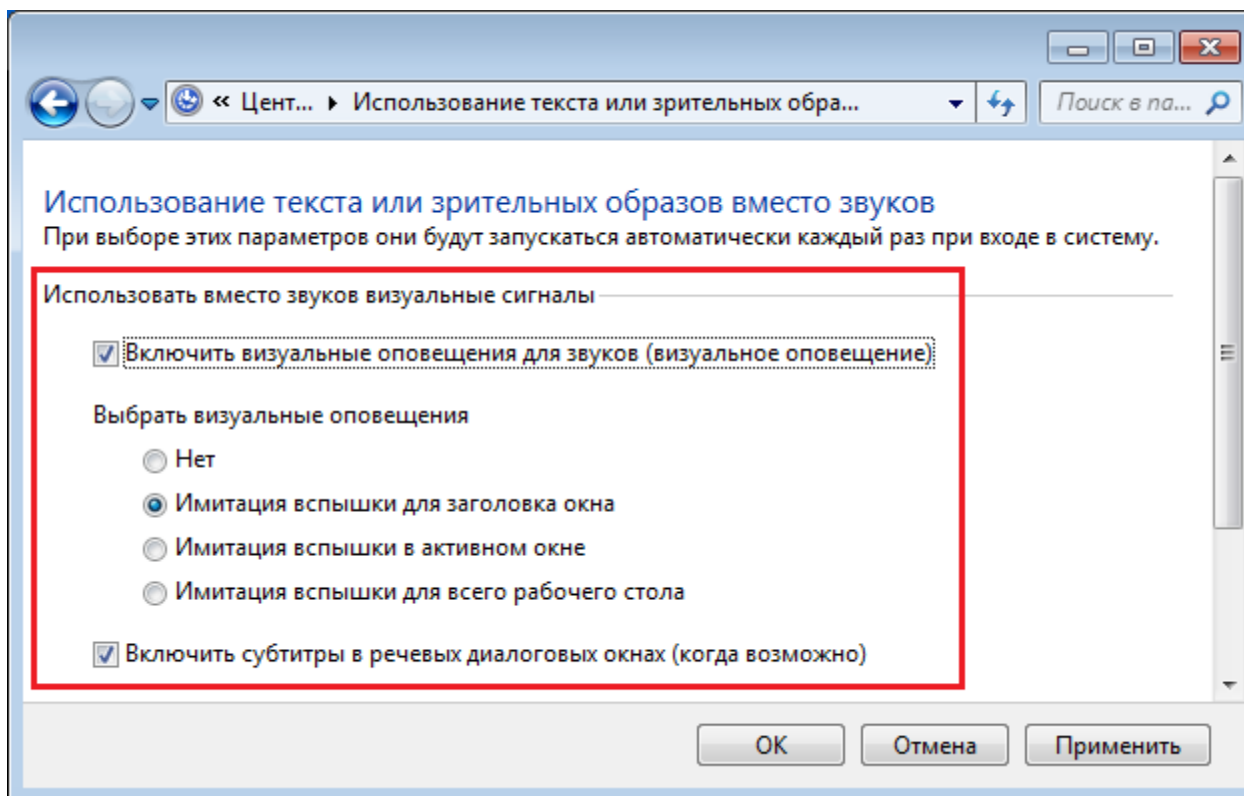 « Цент... Использование текста или зрительных обра...
Поиск в па...
Использование текста или зрительных образов вместо звуков
При выборе этих параметров они будут запускаться автоматически каждый раз при входе в систему.
Использовать вместо звуков визуальные сигналы
Включить визуальные оповещения для звуков (визуальное оповещение)
Выбрать визуальные оповещения
Нет
Имитация вспышки для заголовка окна
Имитация вспышки в активном окне
Имитация вспышки для всего рабочего стола
Включить субтитры в речевых диалоговых окнах (когда возможно)
ОК
Отмена
Применить